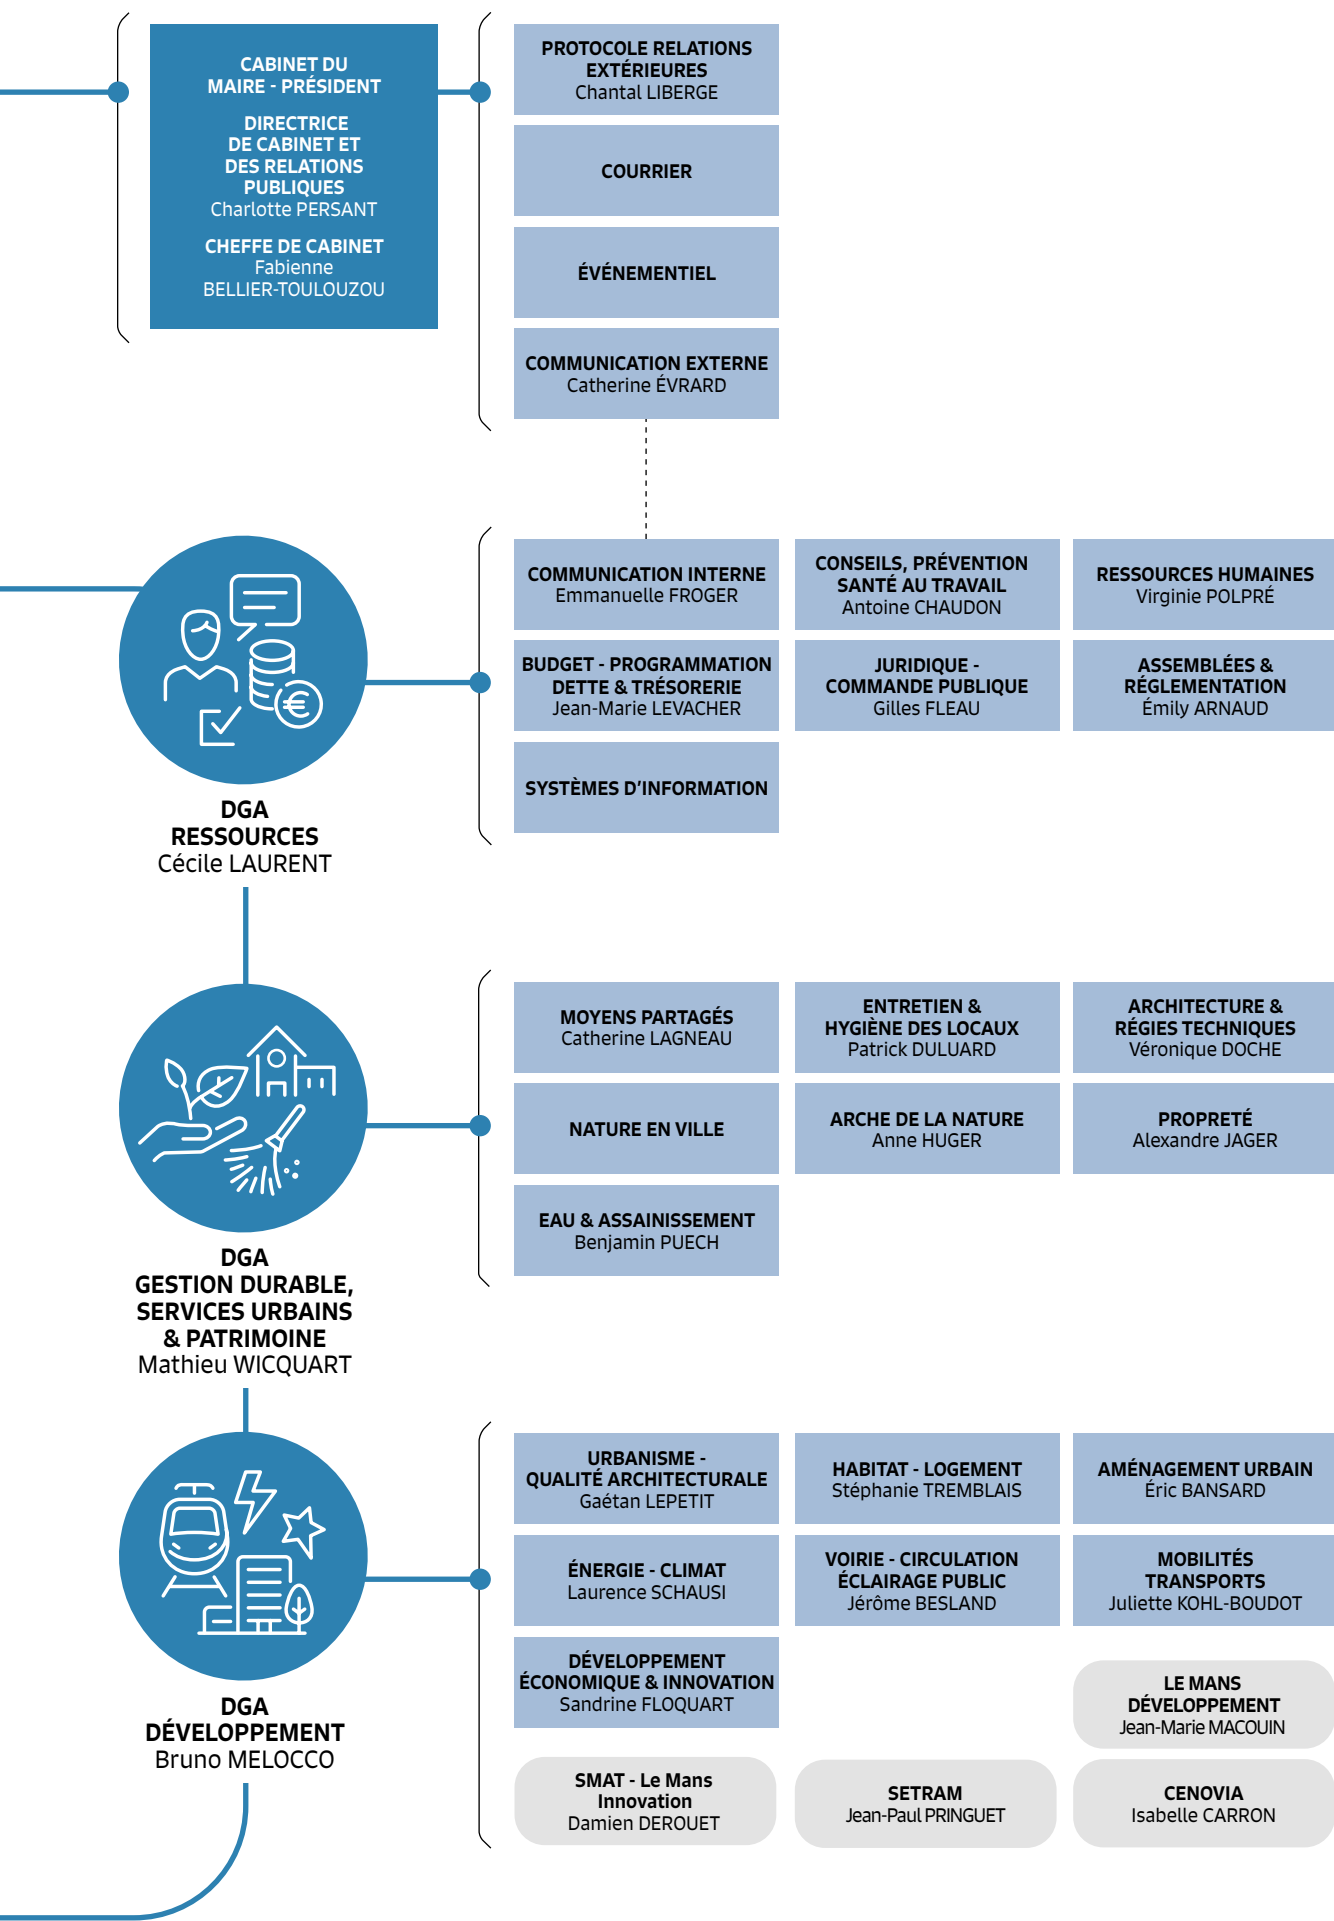 CABINET DU
MAIRE - PRÉSIDENT
DIRECTRICE
DE CABINET ET
DES RELATIONS
PUBLIQUES
Charlotte PERSANT
CHEFFE DE CABINET
Fabienne
BELLIER-TOULOUZOU
PROTOCOLE RELATIONS
EXTÉRIEURES
Chantal LIBERGE
COURRIER
ÉVÉNEMENTIEL
COMMUNICATION EXTERNE
Catherine ÉVRARD
DGA
RESSOURCES
Cécile LAURENT
COMMUNICATION INTERNE
Emmanuelle FROGER
CONSEILS, PRÉVENTION
SANTÉ AU TRAVAIL
Antoine CHAUDON
RESSOURCES HUMAINES
Virginie POLPRÉ
BUDGET - PROGRAMMATION
DETTE & TRÉSORERIE
Jean-Marie LEVACHER
JURIDIQUE -
COMMANDE PUBLIQUE
Gilles FLEAU
ASSEMBLÉES &
RÉGLEMENTATION
Émily ARNAUD
SYSTÈMES D’INFORMATION
DGA
GESTION DURABLE,
SERVICES URBAINS
& PATRIMOINE
Mathieu WICQUART
MOYENS PARTAGÉS
Catherine LAGNEAU
ENTRETIEN &
HYGIÈNE DES LOCAUX
Patrick DULUARD
ARCHITECTURE &
RÉGIES TECHNIQUES
Véronique DOCHE
NATURE EN VILLE
ARCHE DE LA NATURE
Anne HUGER
PROPRETÉ
Alexandre JAGER
EAU & ASSAINISSEMENT
Benjamin PUECH
DGA
DÉVELOPPEMENT
Bruno MELOCCO
URBANISME -
QUALITÉ ARCHITECTURALE
Gaétan LEPETIT
HABITAT - LOGEMENT
Stéphanie TREMBLAIS
AMÉNAGEMENT URBAIN
Éric BANSARD
ÉNERGIE - CLIMAT
Laurence SCHAUSI
VOIRIE - CIRCULATION
ÉCLAIRAGE PUBLIC
Jérôme BESLAND
MOBILITÉS
TRANSPORTS
Juliette KOHL-BOUDOT
DÉVELOPPEMENT
ÉCONOMIQUE & INNOVATION
Sandrine FLOQUART
LE MANS
DÉVELOPPEMENT
Jean-Marie MACOUIN
SMAT - Le Mans
Innovation
Damien DEROUET
SETRAM
Jean-Paul PRINGUET
CENOVIA
Isabelle CARRON